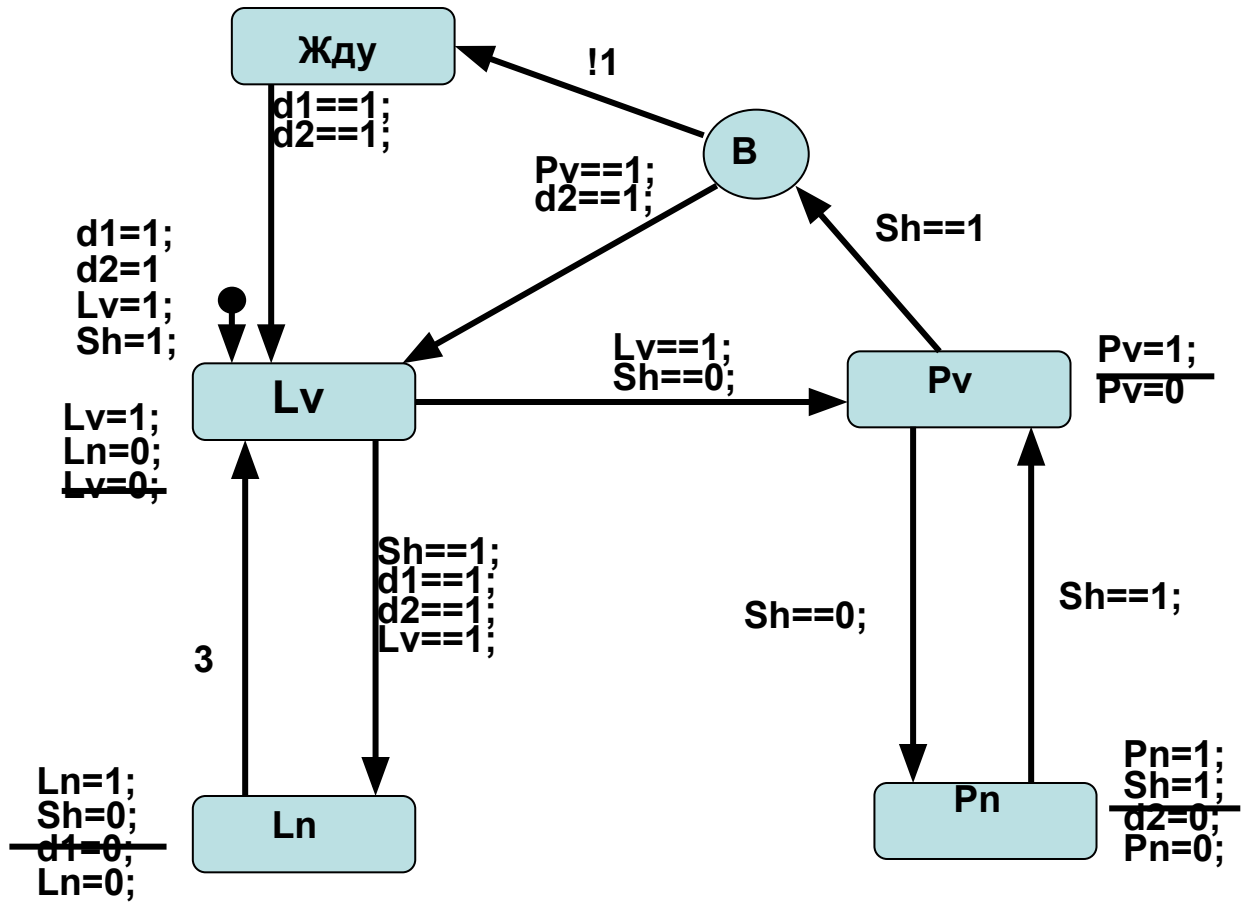 Жду
!1
d1==1;
d2==1;
B
Pv==1;
d2==1;
Sh==1
d1=1;
d2=1
Lv=1;
Sh=1;
Lv==1;
Sh==0;
Pv=1;
Pv=0
Lv
Pv
Lv=1;
Ln=0;
Lv=0;
Sh==1;
d1==1;
d2==1;
Lv==1;
Sh==0;
Sh==1;
3
Ln=1;
Sh=0;
d1=0;
Ln=0;
Ln
Pn
Pn=1;
Sh=1;
d2=0;
Pn=0;